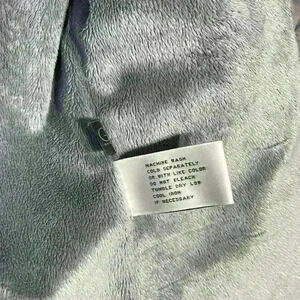 MACHINE WASH
COLD SEPARATELY
OR WITH LIKE COLOR
DO NOT BLEACH
TUMBLE DRY LOW
COOL IRON
IF NECESSARY